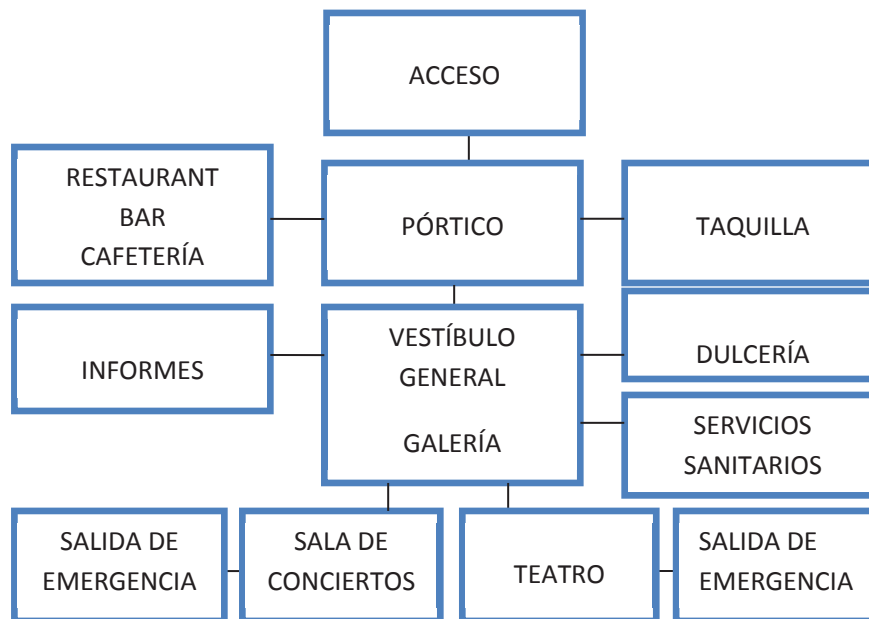 ACCESO
RESTAURANT
BAR
CAFETERÍA
PÓRTICO
TAQUILLA
INFORMES
VESTÍBULO
GENERAL
GALERÍA
DULCERÍA
SERVICIOS
SANITARIOS
SALIDA DE
EMERGENCIA
SALA DE
CONCIERTOS
TEATRO
SALIDA DE
EMERGENCIA